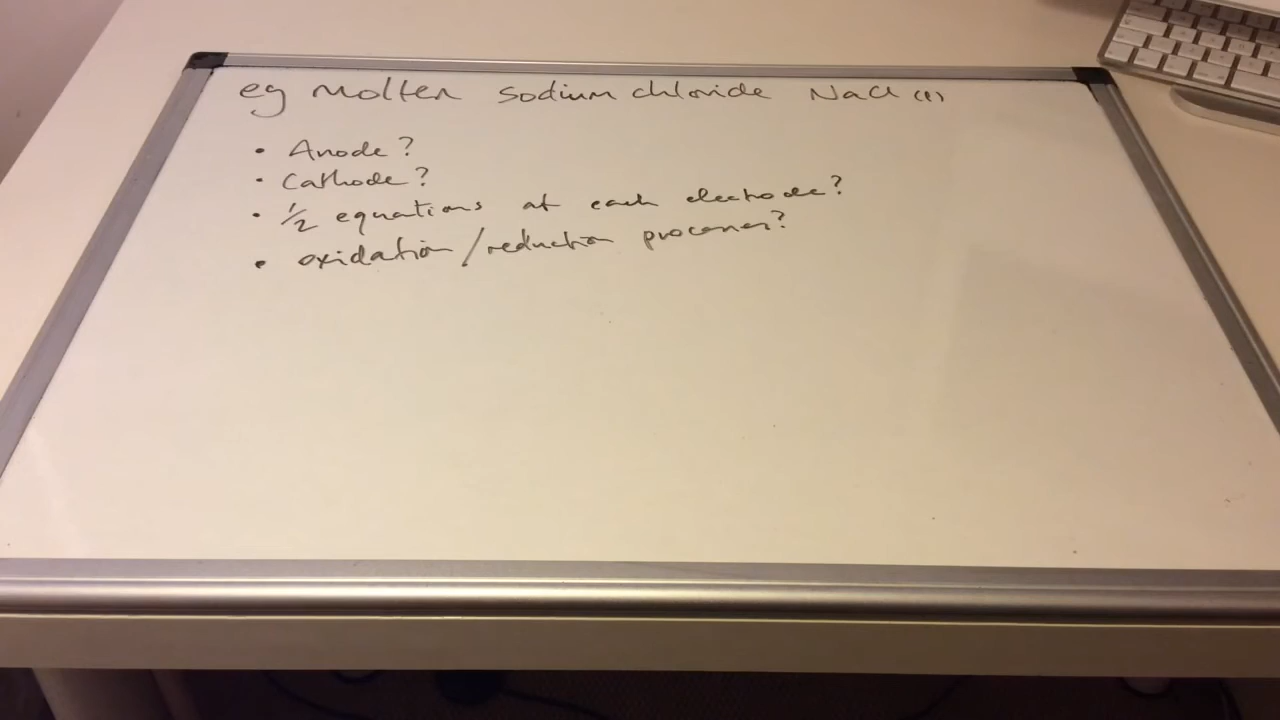 eg molten sodium chloride NaCl (l)
• Anode?
• Cathode?
• 1/2 equations at each electrode?
• oxidation/reduction processes?